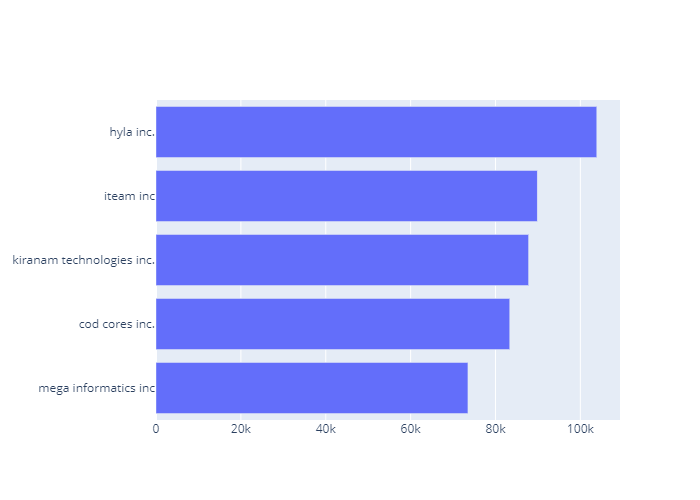 hyla inc.
iteam inc
kiranam technologies inc.
cod cores inc.
mega informatics inc
0 20k 40k 60k 80k 100k